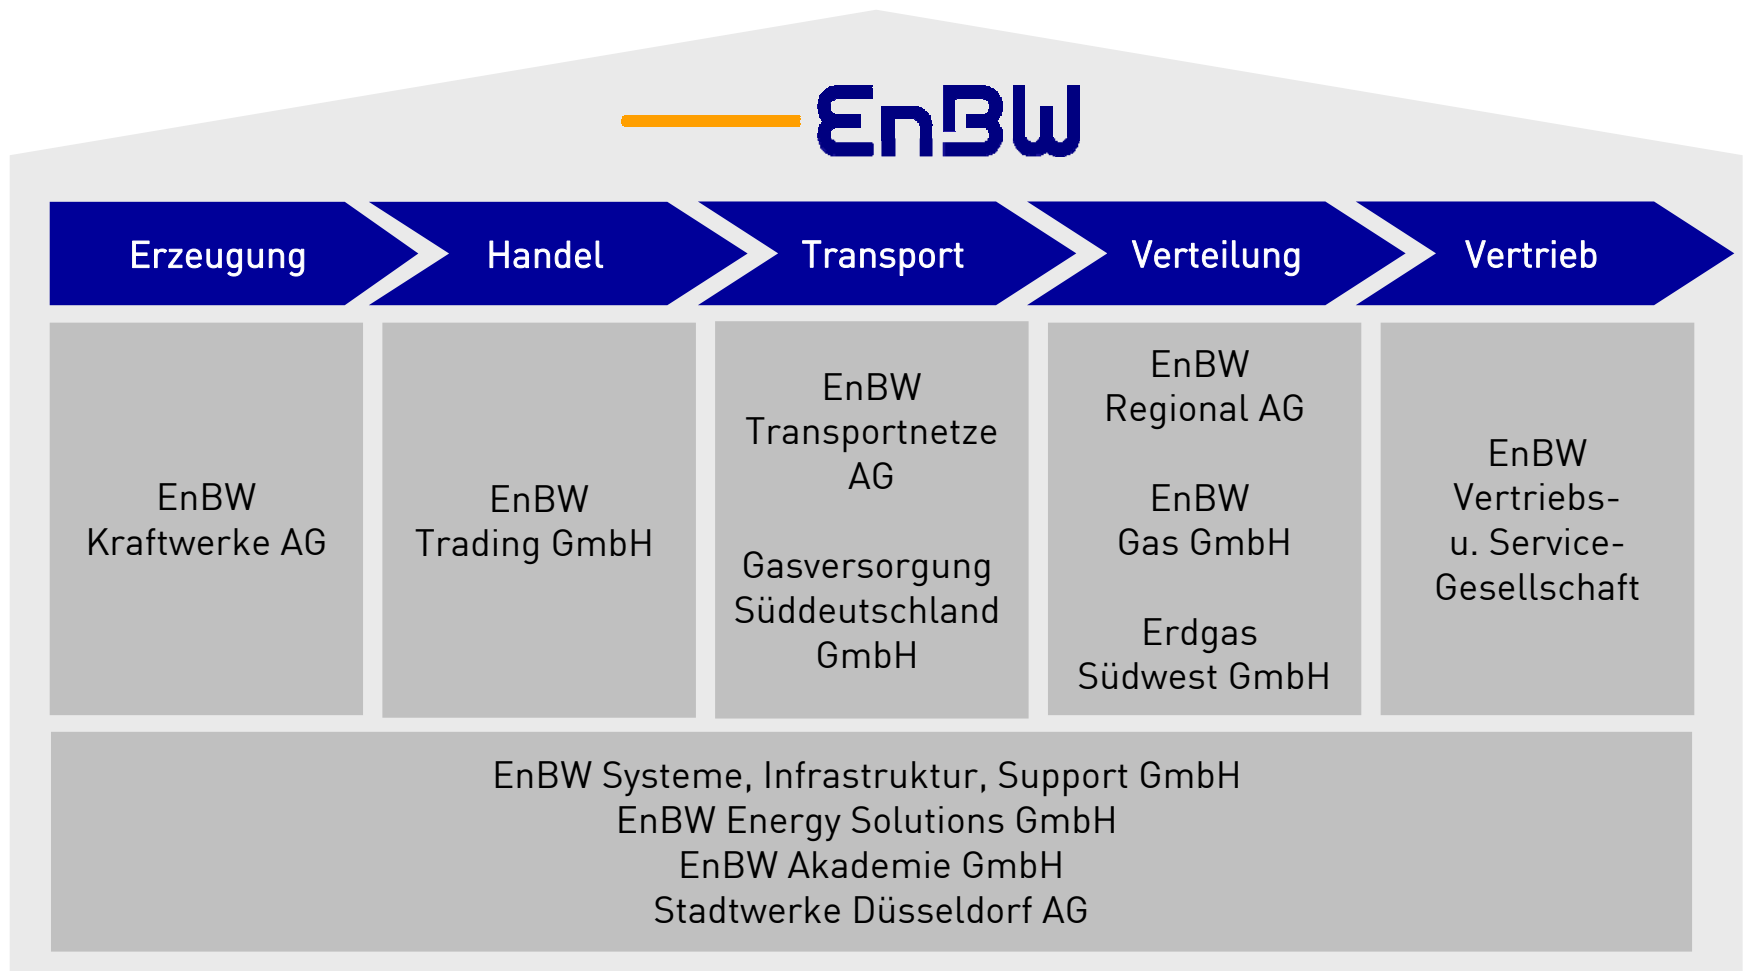 EnBW
Erzeugung
Handel
Transport
Verteilung
Vertrieb
EnBW
Kraftwerke AG
EnBW
Trading GmbH
EnBW
Transportnetze
AG
Gasversorgung
Süddeutschland
GmbH
EnBW
Regional AG
EnBW
Gas GmbH
Erdgas
Südwest GmbH
EnBW
Vertriebs-
u. Service-
Gesellschaft
EnBW Systeme, Infrastruktur, Support GmbH
EnBW Energy Solutions GmbH
EnBW Akademie GmbH
Stadtwerke Düsseldorf AG